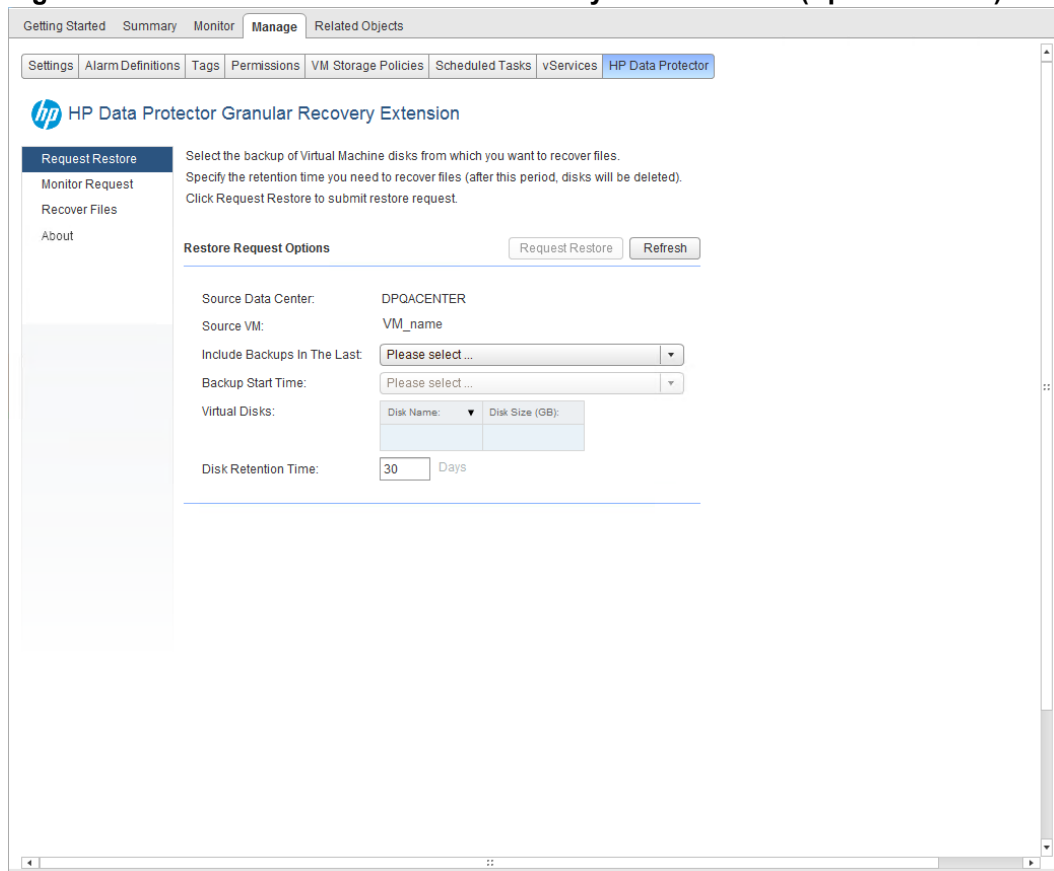 Getting Started Summary Monitor Manage Related Objects
Settings Alarm Definitions Tags Permissions VM Storage Policies Scheduled Tasks vServices HP Data Protector
hp HP Data Protector Granular Recovery Extension
Request Restore
Monitor Request
Recover Files
About
Select the backup of Virtual Machine disks from which you want to recover files.
Specify the retention time you need to recover files (after this period, disks will be deleted).
Click Request Restore to submit restore request.
Restore Request Options Request Restore Refresh
Source Data Center: DPQACENTER
Source VM: VM_name
Include Backups In The Last: Please select ...
Backup Start Time: Please select ...
Virtual Disks: Disk Name: Disk Size (GB):
Disk Retention Time: 30 Days